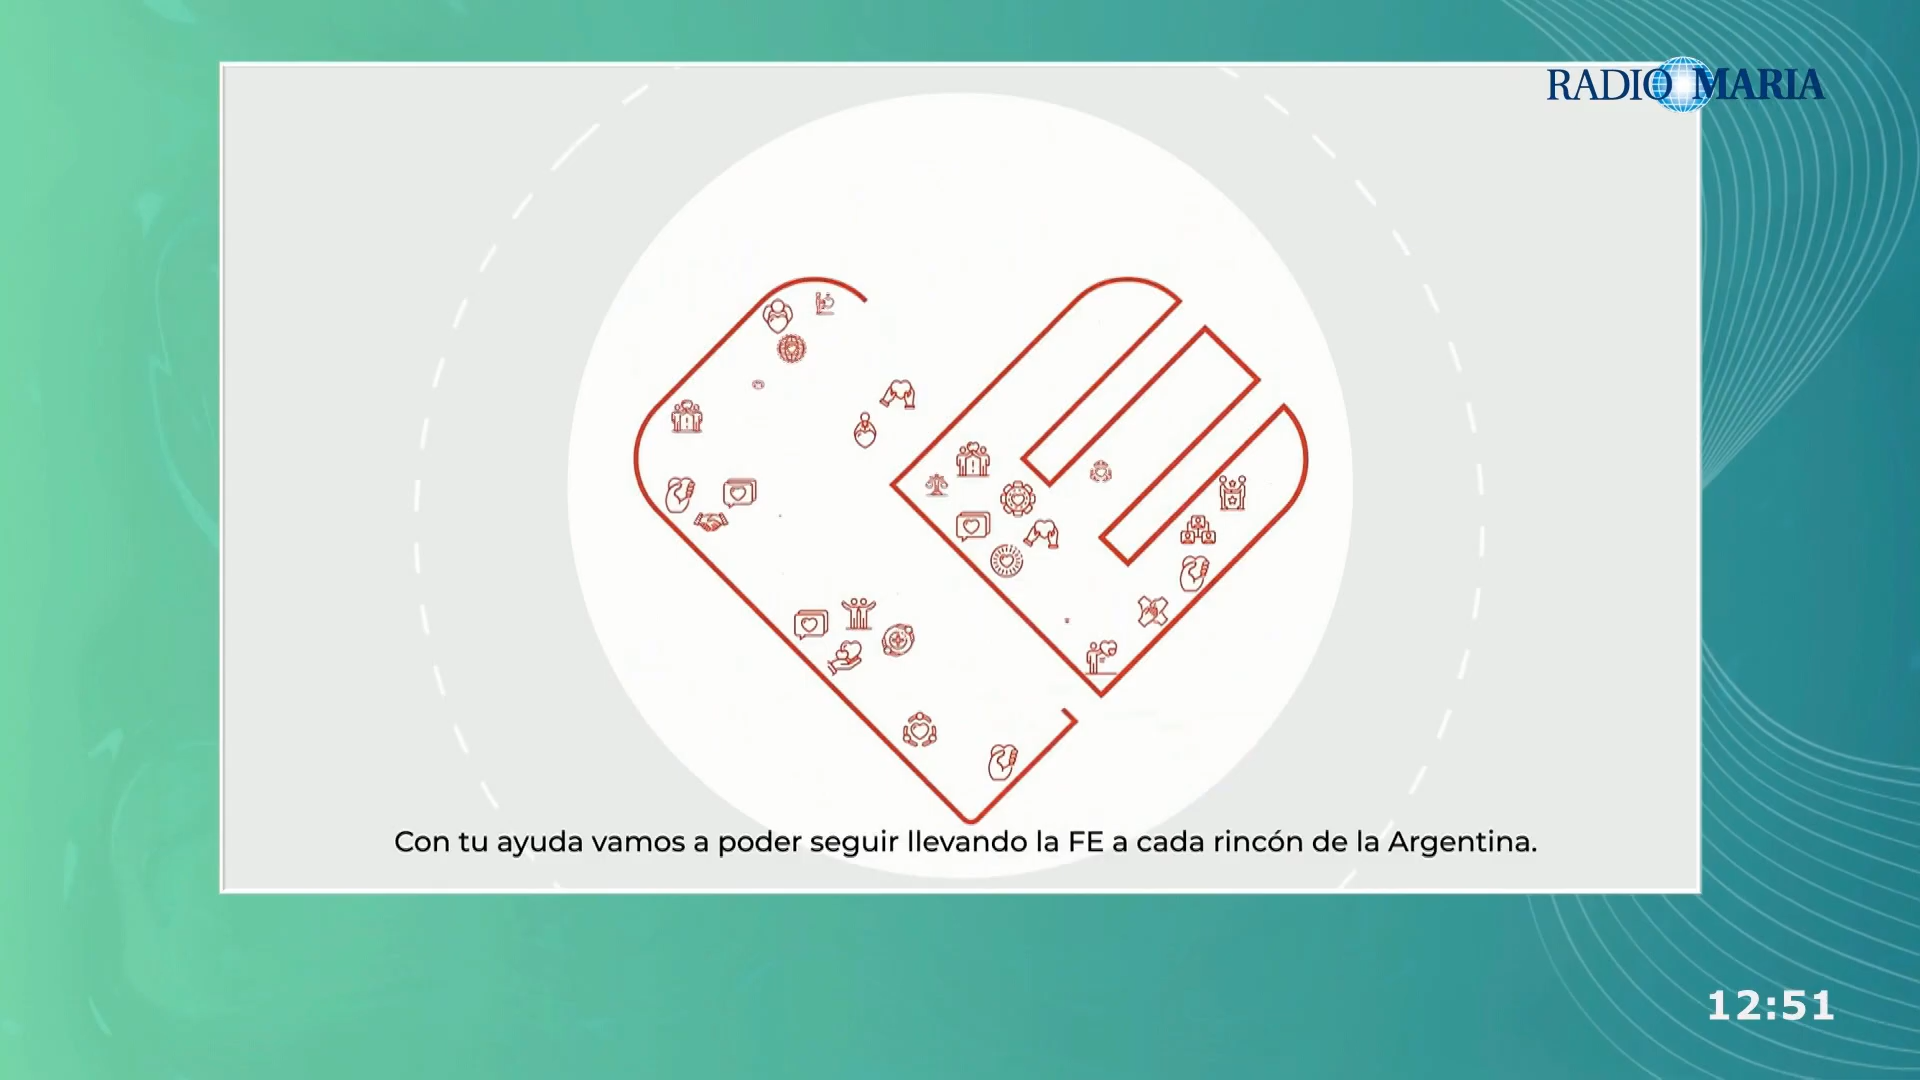 RADIO MARIA
Con tu ayuda vamos a poder seguir llevando la FE a cada rincón de la Argentina.
12:51